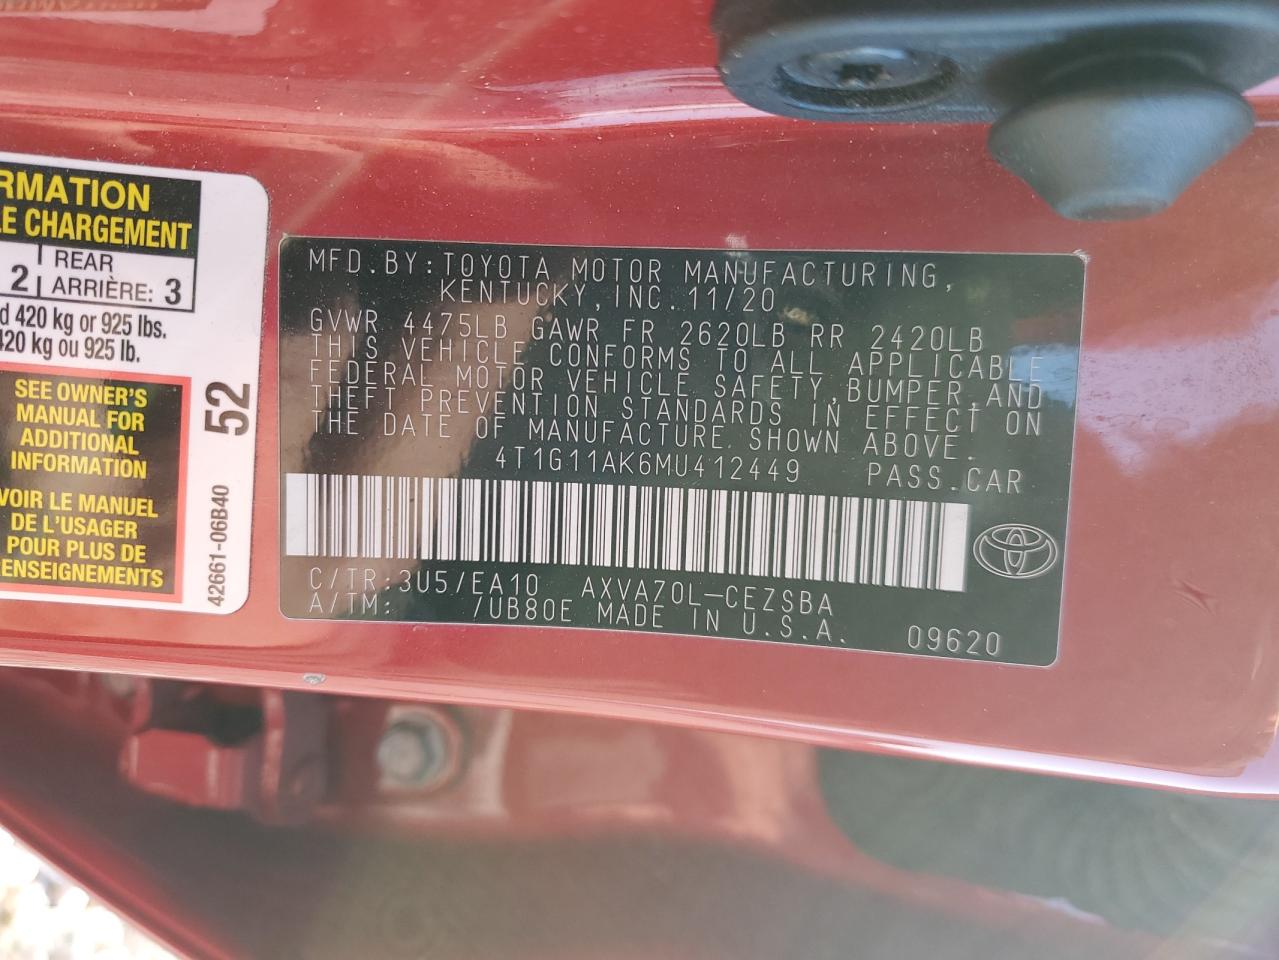 RMATION
LE CHARGEMENT
2 REAR
ARRIÈRE: 3
d 420 kg or 925 lbs.
420 kg ou 925 lb.
SEE OWNER'S
MANUAL FOR
ADDITIONAL
INFORMATION
VOIR LE MANUEL
DE L'USAGER
POUR PLUS DE
RENSEIGNEMENTS
52
42661-06B40
MFD.BY:TOYOTA MOTOR MANUFACTURING,
KENTUCKY,INC.11/20
GVWR 4475LB GAWR FR 2620LB RR 2420LB
THIS VEHICLE CONFORMS TO ALL APPLICABLE
FEDERAL MOTOR VEHICLE SAFETY,BUMPER,AND
THEFT PREVENTION STANDARDS IN EFFECT ON
THE DATE OF MANUFACTURE SHOWN ABOVE.
4T1G11AK6MU412449 PASS.CAR
C/TR:3U5/EA10 AXVA70L-CEZSBA
A/TM: /UB80E MADE IN U.S.A. 09620